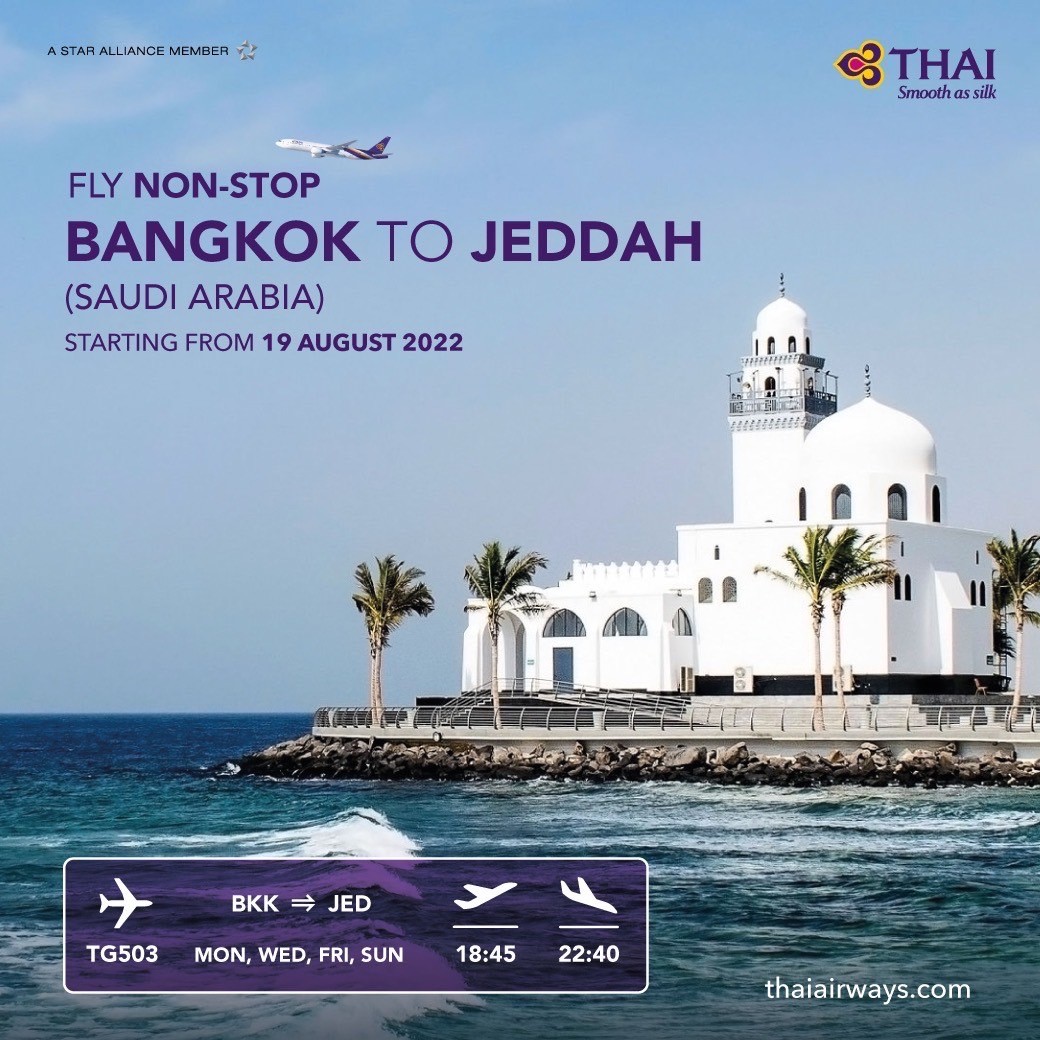 A STAR ALLIANCE MEMBER
THAI
Smooth as silk
FLY NON-STOP
BANGKOK TO JEDDAH
(SAUDI ARABIA)
STARTING FROM 19 AUGUST 2022
BKK ⇒ JED
TG503 MON, WED, FRI, SUN 18:45 22:40
thaiairways.com